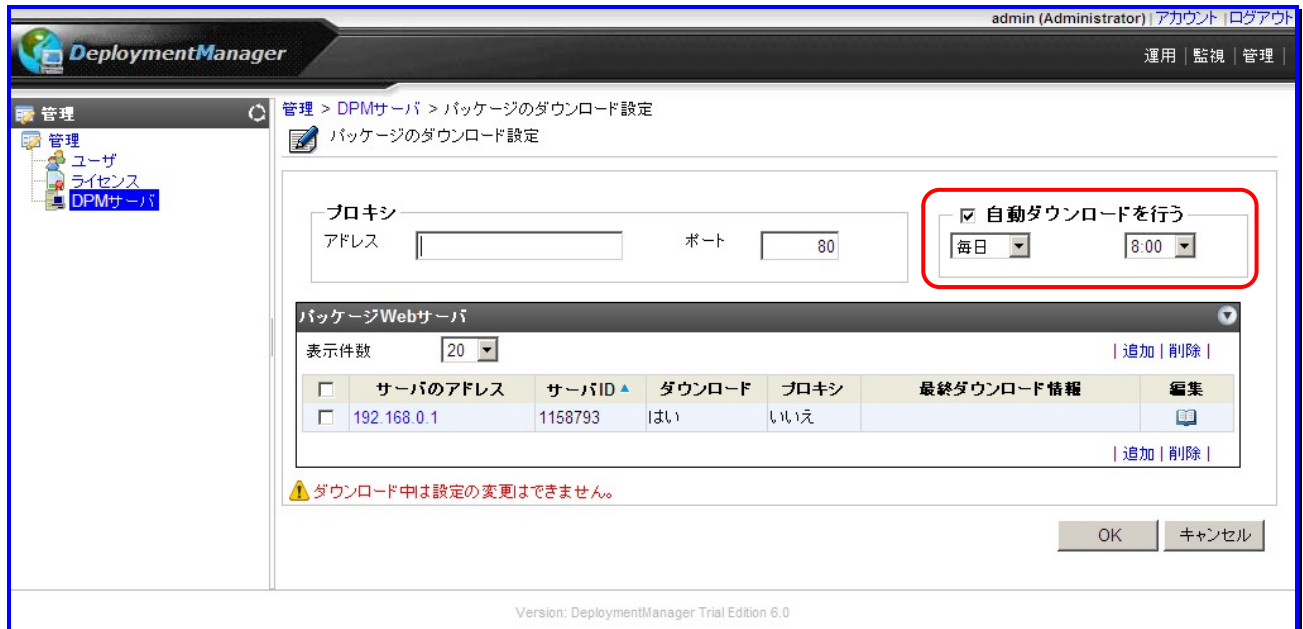 admin (Administrator) | アカウント | ログアウト
DeploymentManager
運用 | 監視 | 管理 |
管理
管理
ユーザ
ライセンス
DPMサーバ
管理 > DPMサーバ > パッケージのダウンロード設定
パッケージのダウンロード設定
プロキシ
アドレス ポート 80
自動ダウンロードを行う
毎日 8:00
パッケージWebサーバ
表示件数 20 | 追加 | 削除 |
サーバのアドレス サーバID ダウンロード プロキシ 最終ダウンロード情報 編集
192.168.0.1 1158793 はい いいえ
| 追加 | 削除 |
ダウンロード中は設定の変更はできません。
OK キャンセル
Version: DeploymentManager Trial Edition 6.0